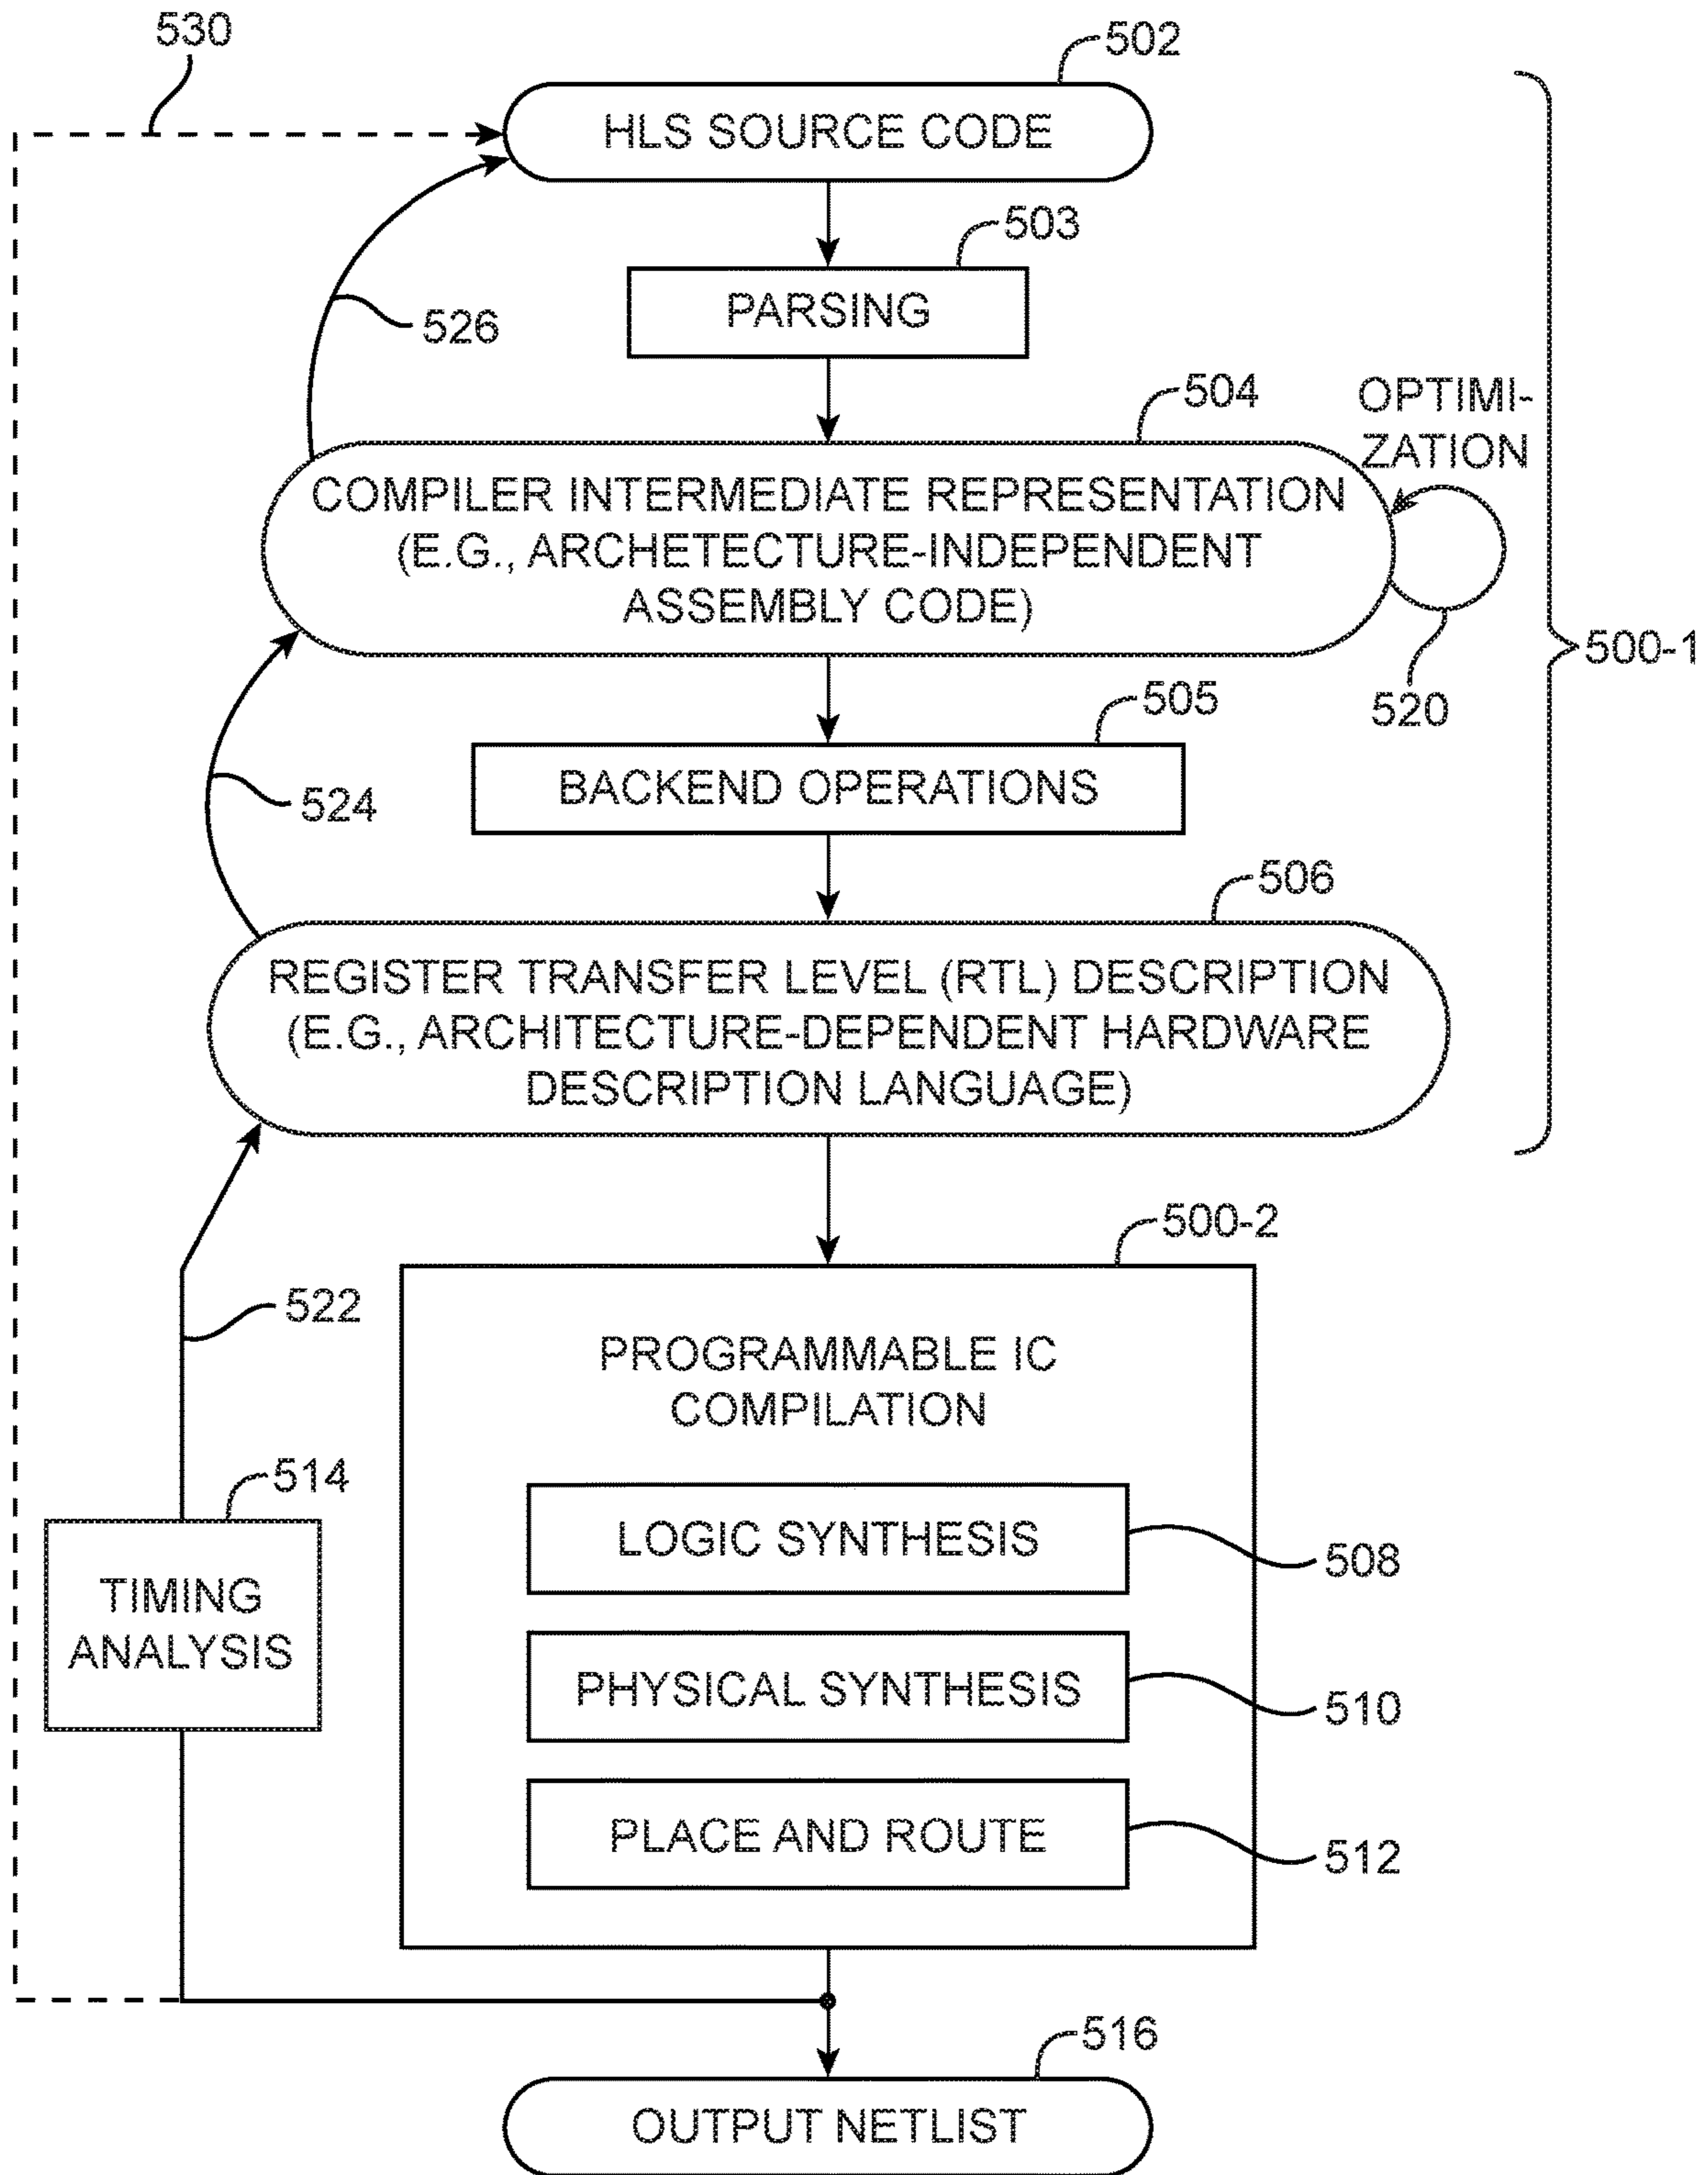 530
502
HLS SOURCE CODE
503
PARSING
526
504
OPTIMI-
ZATION
COMPILER INTERMEDIATE REPRESENTATION
(E.G., ARCHETECTURE-INDEPENDENT
ASSEMBLY CODE)
500-1
520
505
BACKEND OPERATIONS
524
506
REGISTER TRANSFER LEVEL (RTL) DESCRIPTION
(E.G., ARCHITECTURE-DEPENDENT HARDWARE
DESCRIPTION LANGUAGE)
500-2
522
PROGRAMMABLE IC
COMPILATION
514
TIMING
ANALYSIS
LOGIC SYNTHESIS
508
PHYSICAL SYNTHESIS
510
PLACE AND ROUTE
512
516
OUTPUT NETLIST